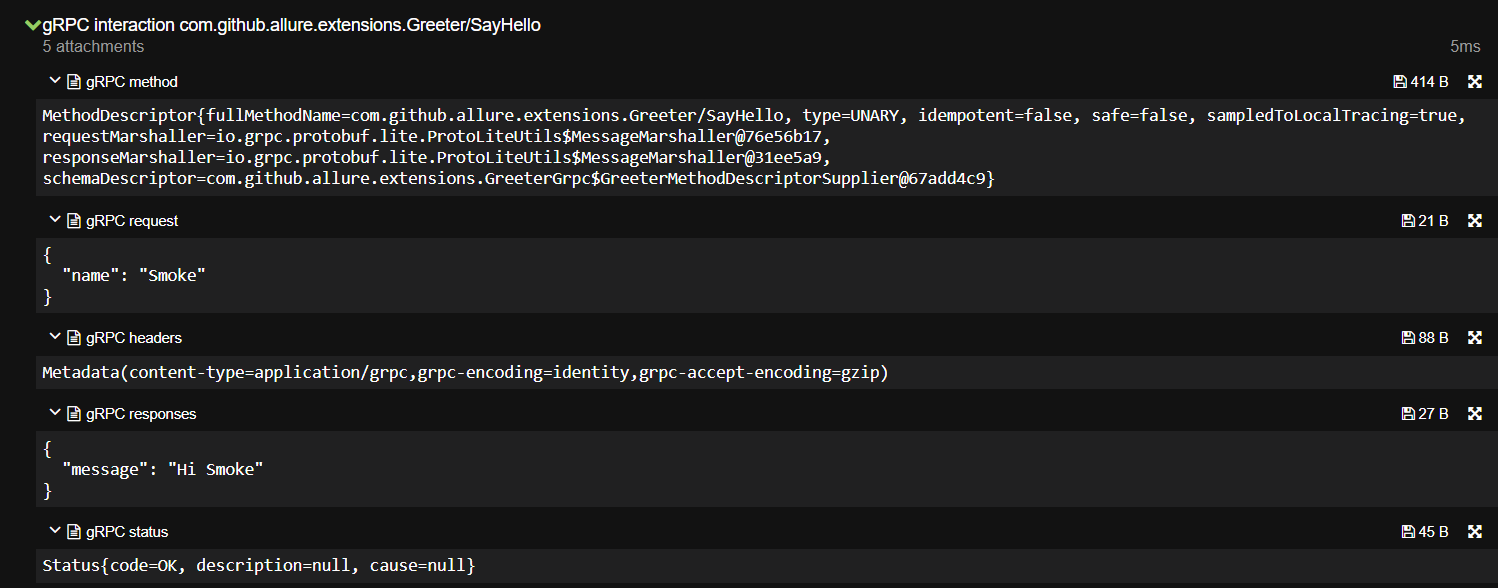 gRPC interaction com.github.allure.extensions.Greeter/SayHello
5 attachments 5ms
gRPC method 414 B
MethodDescriptor{fullMethodName=com.github.allure.extensions.Greeter/SayHello, type=UNARY, idempotent=false, safe=false, sampledToLocalTracing=true,
requestMarshaller=io.grpc.protobuf.lite.ProtoLiteUtils$MessageMarshaller@76e56b17,
responseMarshaller=io.grpc.protobuf.lite.ProtoLiteUtils$MessageMarshaller@31ee5a9,
schemaDescriptor=com.github.allure.extensions.GreeterGrpc$GreeterMethodDescriptorSupplier@67add4c9}
gRPC request 21 B
{
  "name": "Smoke"
}
gRPC headers 88 B
Metadata(content-type=application/grpc,grpc-encoding=identity,grpc-accept-encoding=gzip)
gRPC responses 27 B
{
  "message": "Hi Smoke"
}
gRPC status 45 B
Status{code=OK, description=null, cause=null}